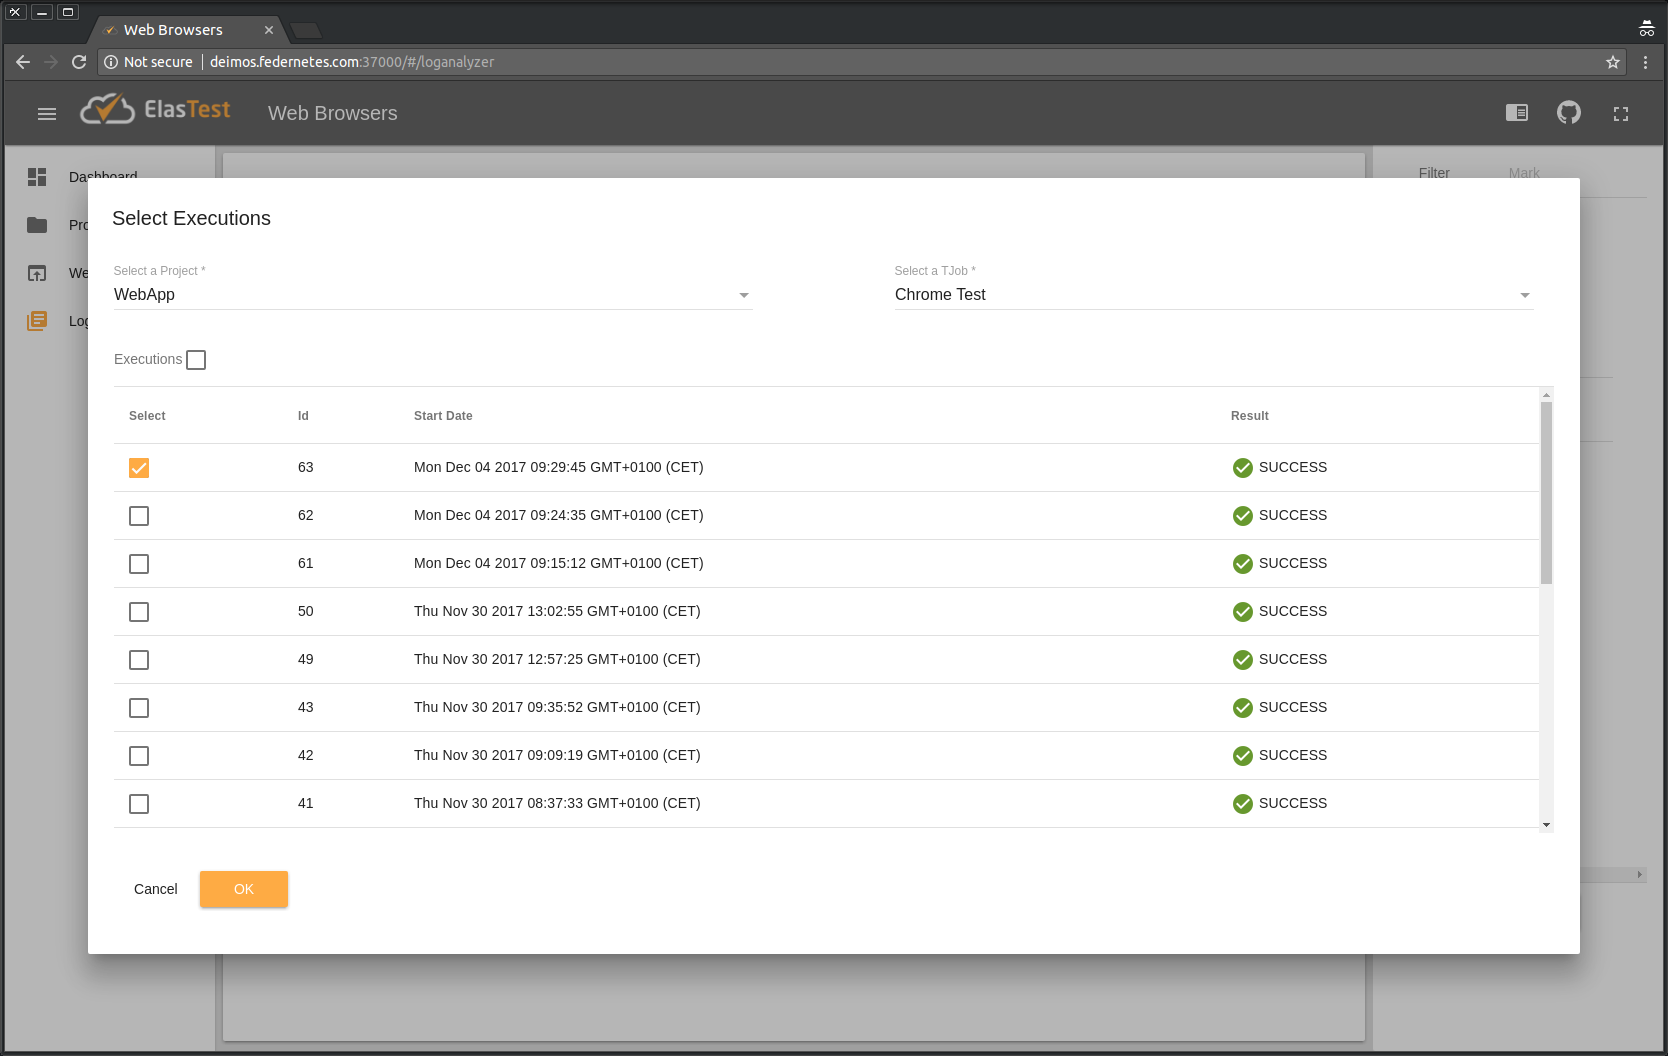 Web Browsers
Not secure deimos.federnetes.com:37000/#/loganalyzer
ElasTest Web Browsers
Dashboard
Filter Mark
Pro
We
Log
Select Executions
Select a Project * Select a TJob *
WebApp Chrome Test
Executions
Select Id Start Date Result
63 Mon Dec 04 2017 09:29:45 GMT+0100 (CET) SUCCESS
62 Mon Dec 04 2017 09:24:35 GMT+0100 (CET) SUCCESS
61 Mon Dec 04 2017 09:15:12 GMT+0100 (CET) SUCCESS
50 Thu Nov 30 2017 13:02:55 GMT+0100 (CET) SUCCESS
49 Thu Nov 30 2017 12:57:25 GMT+0100 (CET) SUCCESS
43 Thu Nov 30 2017 09:35:52 GMT+0100 (CET) SUCCESS
42 Thu Nov 30 2017 09:09:19 GMT+0100 (CET) SUCCESS
41 Thu Nov 30 2017 08:37:33 GMT+0100 (CET) SUCCESS
Cancel OK